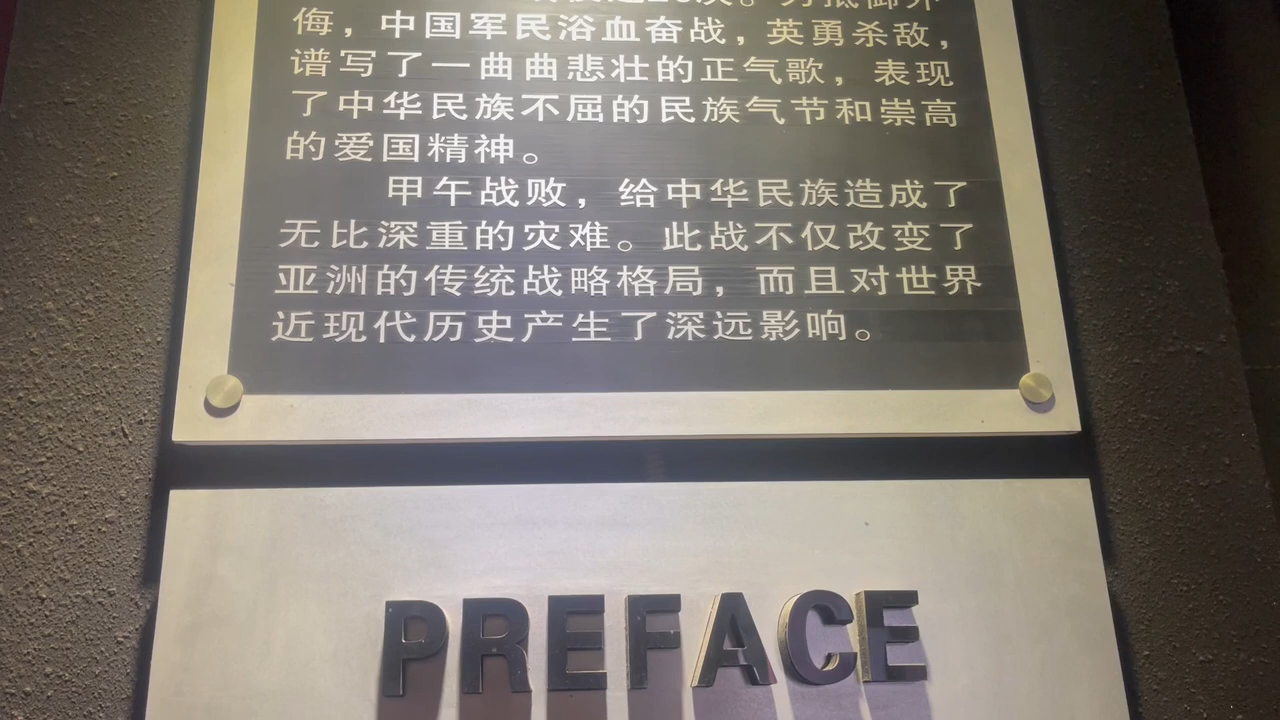 侮，中国军民浴血奋战，英勇杀敌，
谱写了一曲曲悲壮的正气歌，表现
了中华民族不屈的民族气节和崇高
的爱国精神。
甲午战败，给中华民族造成了
无比深重的灾难。此战不仅改变了
亚洲的传统战略格局，而且对世界
近现代历史产生了深远影响。
PREFACE